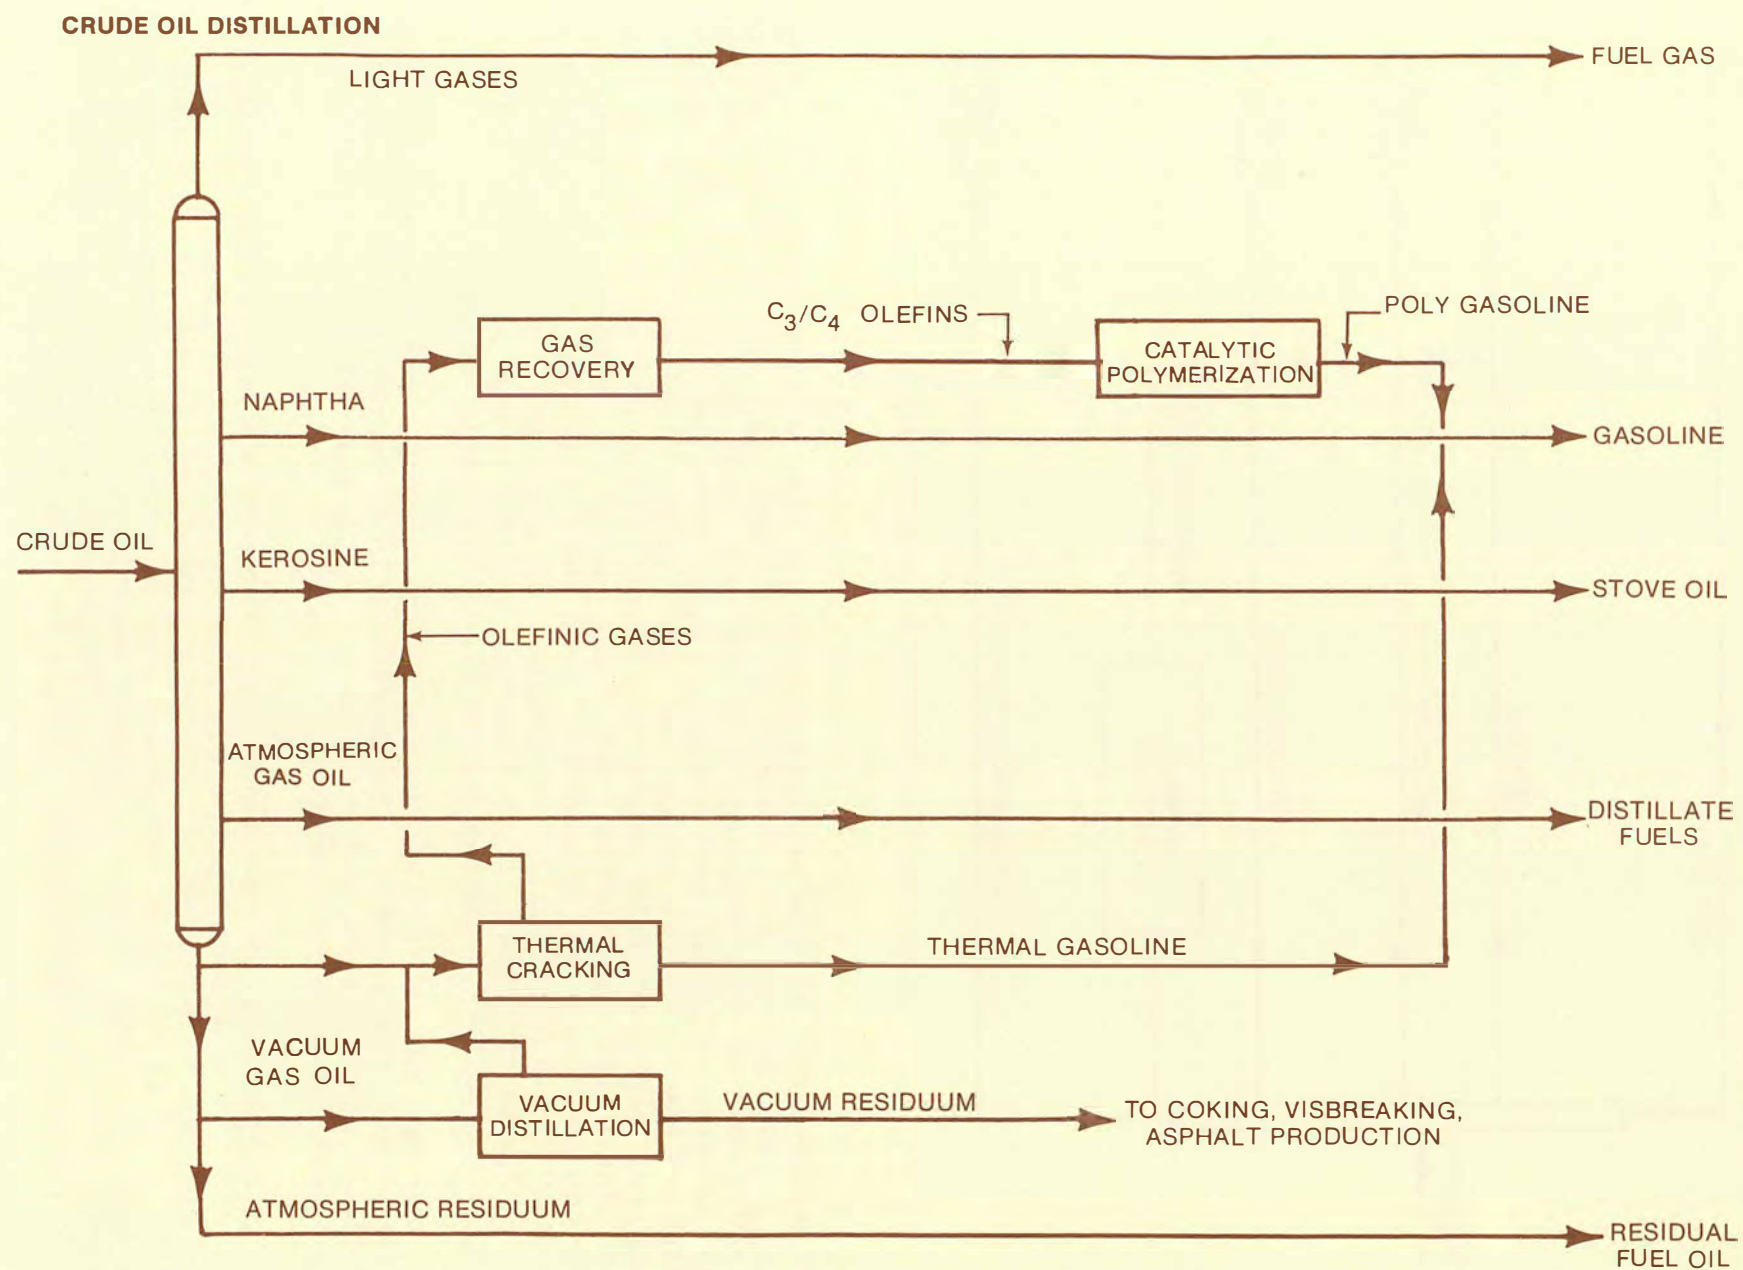 CRUDE OIL DISTILLATION
LIGHT GASES
FUEL GAS
C3/C4 OLEFINS
POLY GASOLINE
GAS
RECOVERY
CATALYTIC
POLYMERIZATION
NAPHTHA
GASOLINE
CRUDE OIL
KEROSINE
STOVE OIL
OLEFINIC GASES
ATMOSPHERIC
GAS OIL
DISTILLATE
FUELS
THERMAL
CRACKING
THERMAL GASOLINE
VACUUM
GAS OIL
VACUUM
DISTILLATION
VACUUM RESIDUUM
TO COKING, VISBREAKING,
ASPHALT PRODUCTION
ATMOSPHERIC RESIDUUM
RESIDUAL
FUEL OIL